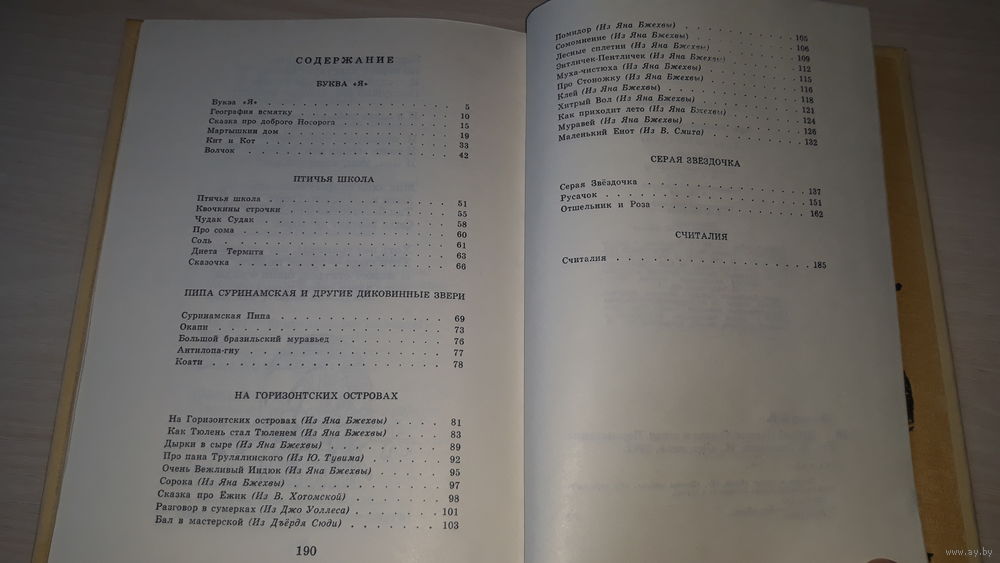 СОДЕРЖАНИЕ
БУКВА «Я»
Буква «Я» . . . 5
География всмятку . . . 10
Сказка про доброго Носорога . . . 15
Мартышкин дом . . . 19
Кит и Кот . . . 33
Волчок . . . 42
ПТИЧЬЯ ШКОЛА
Птичья школа . . . 51
Квочкины строчки . . . 55
Чудак Судак . . . 58
Про сома . . . 60
Соль . . . 61
Диета Термита . . . 63
Сказочка . . . 66
ПИПА СУРИНАМСКАЯ И ДРУГИЕ ДИКОВИННЫЕ ЗВЕРИ
Суринамская Пипа . . . 69
Окапи . . . 73
Большой бразильский муравьед . . . 76
Антилопа-гну . . . 77
Коати . . . 78
НА ГОРИЗОНТСКИХ ОСТРОВАХ
На Горизонтских островах (Из Яна Бжехвы) . . . 81
Как Тюлень стал Тюленем (Из Яна Бжехвы) . . . 83
Дырки в сыре (Из Яна Бжехвы) . . . 89
Про пана Трулялинского (Из Ю. Тувима) . . . 92
Очень Вежливый Индюк (Из Яна Бжехвы) . . . 95
Сорока (Из Яна Бжехвы) . . . 97
Сказка про Ёжик (Из В. Хотомской) . . . 98
Разговор в сумерках (Из Джо Уоллеса) . . . 101
Бал в мастерской (Из Дъёрдя Сюди) . . . 103
190
Помидор (Из Яна Бжехвы) . . . 105
Сомомнение (Из Яна Бжехвы) . . . 106
Лесные сплетни (Из Яна Бжехвы) . . . 109
Энтличек-Пентличек (Из Яна Бжехвы) . . . 112
Муха-чистюха (Из Яна Бжехвы) . . . 115
Про Стоножку (Из Яна Бжехвы) . . . 116
Клей (Из Яна Бжехвы) . . . 118
Хитрый Вол (Из Яна Бжехвы) . . . 121
Как приходит лето (Из Яна Бжехвы) . . . 124
Муравей (Из Яна Бжехвы) . . . 126
Маленький Енот (Из В. Смита) . . . 132
СЕРАЯ ЗВЁЗДОЧКА
Серая Звёздочка . . . 137
Русачок . . . 151
Отшельник и Роза . . . 162
СЧИТАЛИЯ
Считалия . . . 185
www.ay.by